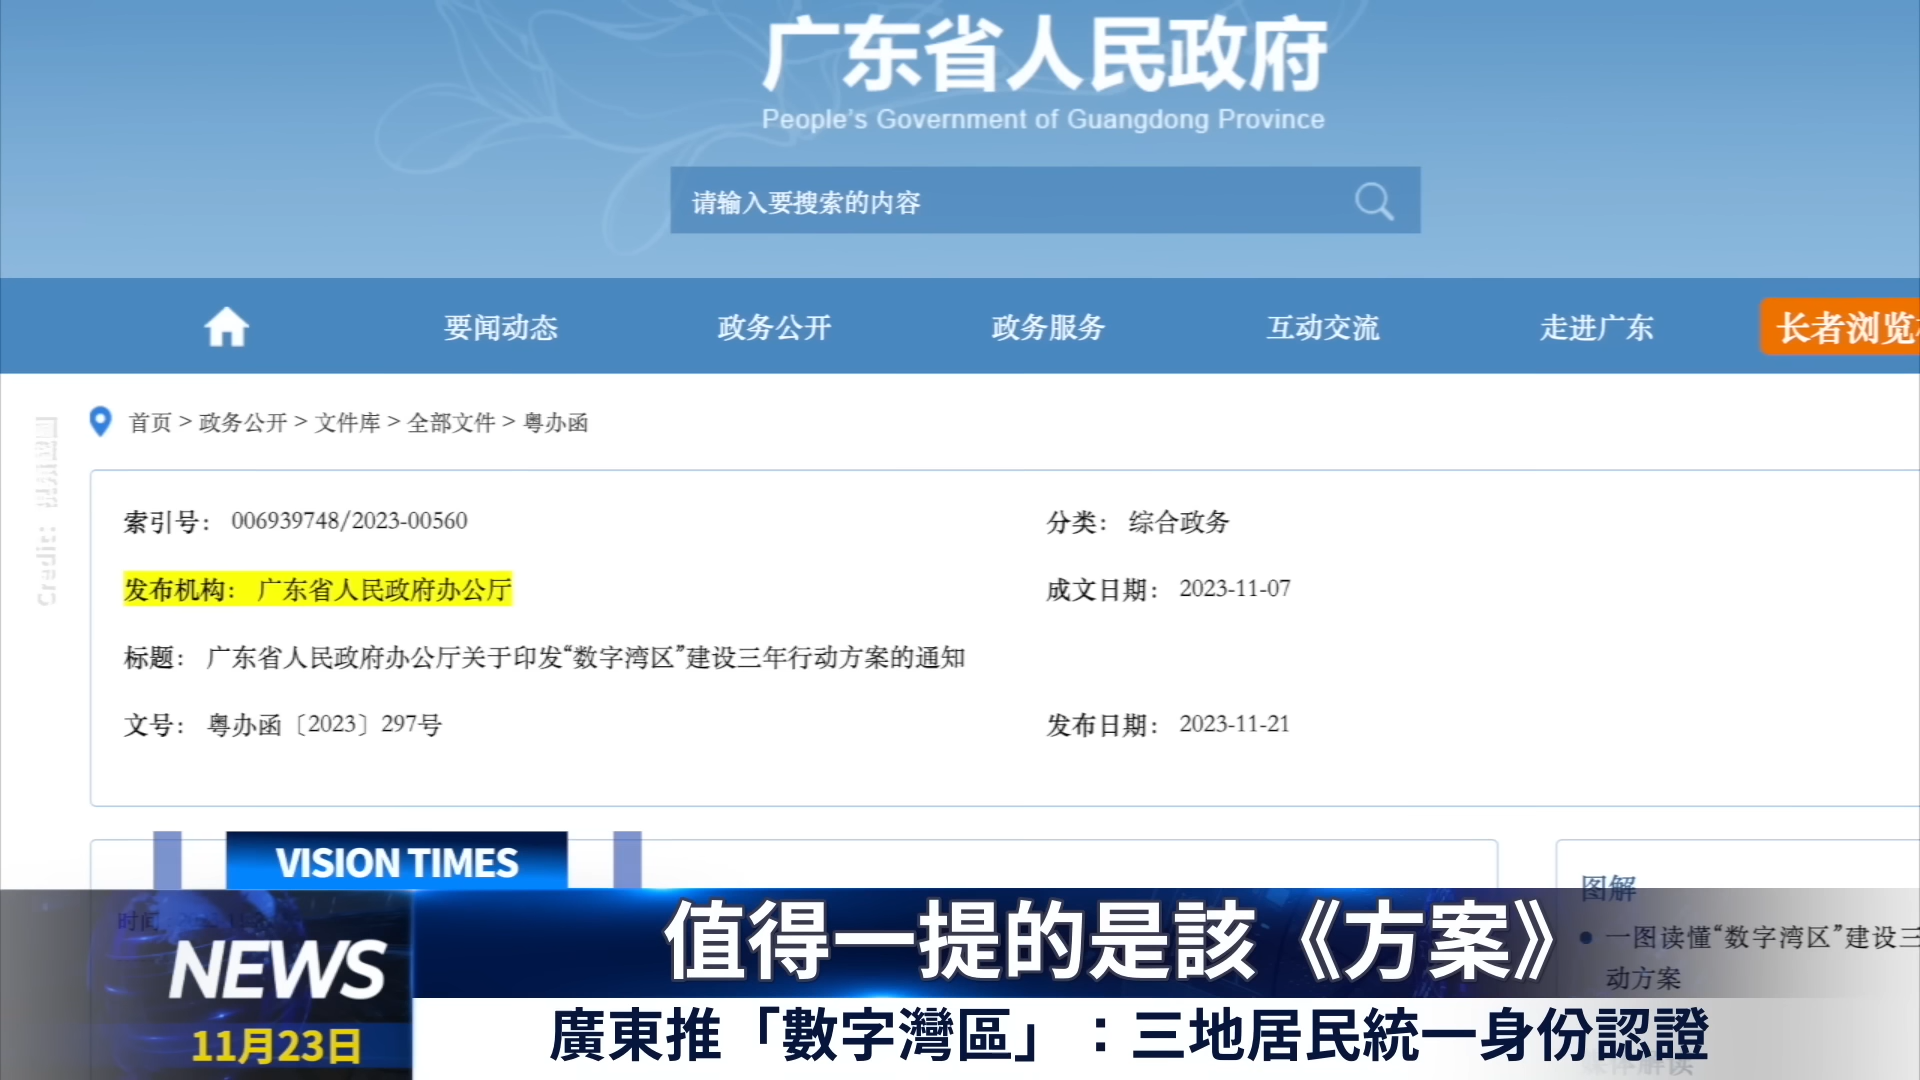 广东省人民政府
People's Government of Guangdong Province
请输入要搜索的内容
要闻动态 政务公开 政务服务 互动交流 走进广东 长者浏览
首页 > 政务公开 > 文件库 > 全部文件 > 粤办函
索引号： 006939748/2023-00560 分类： 综合政务
发布机构： 广东省人民政府办公厅 成文日期： 2023-11-07
标题： 广东省人民政府办公厅关于印发“数字湾区”建设三年行动方案的通知
文号： 粤办函〔2023〕297号 发布日期： 2023-11-21
Credit:
VISION TIMES
图解
时间
一图读懂“数字湾区”建设三
动方案
NEWS
11月23日
值得一提的是該《方案》
廣東推「數字灣區」：三地居民統一身份認證
媒体解读